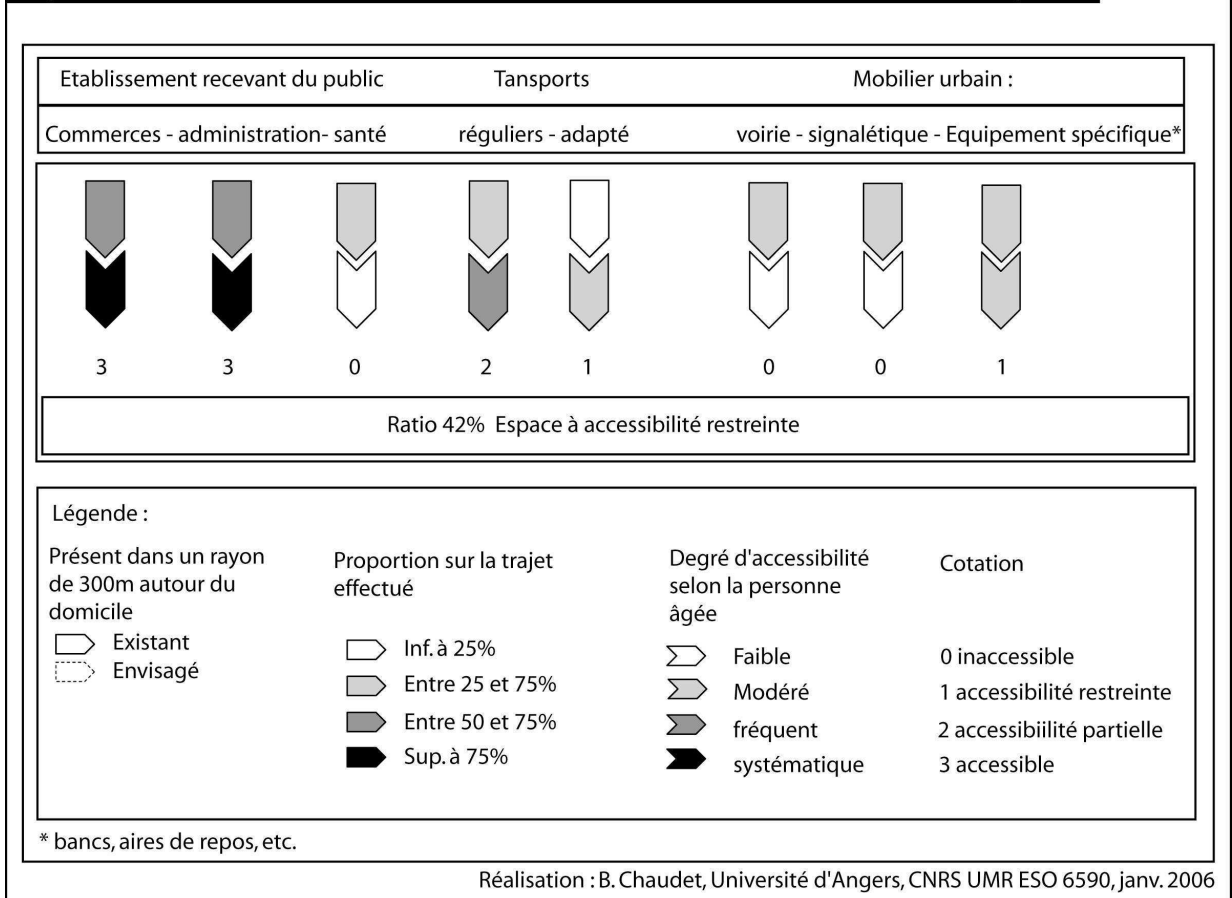 Etablissement recevant du public Tansports Mobilier urbain :
Commerces - administration- santé réguliers - adapté voirie - signalétique - Equipement spécifique*
3 3 0 2 1 0 0 1
Ratio 42% Espace à accessibilité restreinte
Légende :
Présent dans un rayon
de 300m autour du
domicile
Existant
Envisagé
Proportion sur la trajet
effectué
Inf. à 25%
Entre 25 et 75%
Entre 50 et 75%
Sup. à 75%
Degré d'accessibilité
selon la personne
âgée
Faible
Modéré
fréquent
systématique
Cotation
0 inaccessible
1 accessibilité restreinte
2 accessibiilité partielle
3 accessible
* bancs, aires de repos, etc.
Réalisation : B. Chaudet, Université d'Angers, CNRS UMR ESO 6590, janv. 2006